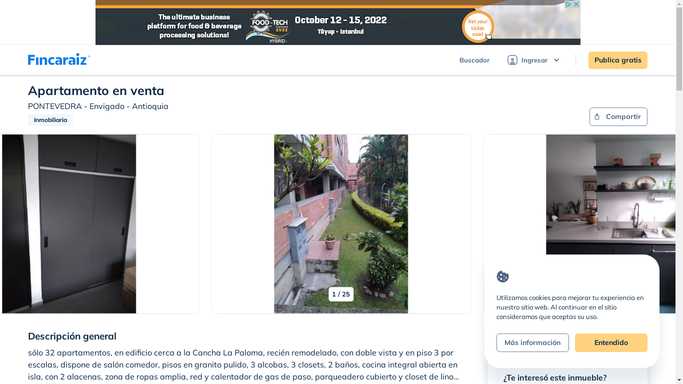 The ultimate business
platform for food & beverage
processing solutions!
FOOD-TECH
HYBRID
October 12 - 15, 2022
Tüyap - Istanbul
Get your
ticket
now!
Fincaraiz
Buscador
Ingresar
Publica gratis
Apartamento en venta
PONTEVEDRA - Envigado - Antioquia
Inmobiliaria
Compartir
1 / 25
Utilizamos cookies para mejorar tu experiencia en
nuestro sitio web. Al continuar en el sitio
consideramos que aceptas su uso.
Más información
Entendido
Descripción general
sólo 32 apartamentos, en edificio cerca a la Cancha La Paloma, recién remodelado, con doble vista y en piso 3 por
escalas, dispone de salón comedor, pisos en granito pulido, 3 alcobas, 3 closets, 2 baños, cocina integral abierta en
isla, con 2 alacenas, zona de ropas amplia, red y calentador de gas de paso, parqueadero cubierto y closet de lino...
¿Te interesó este inmueble?